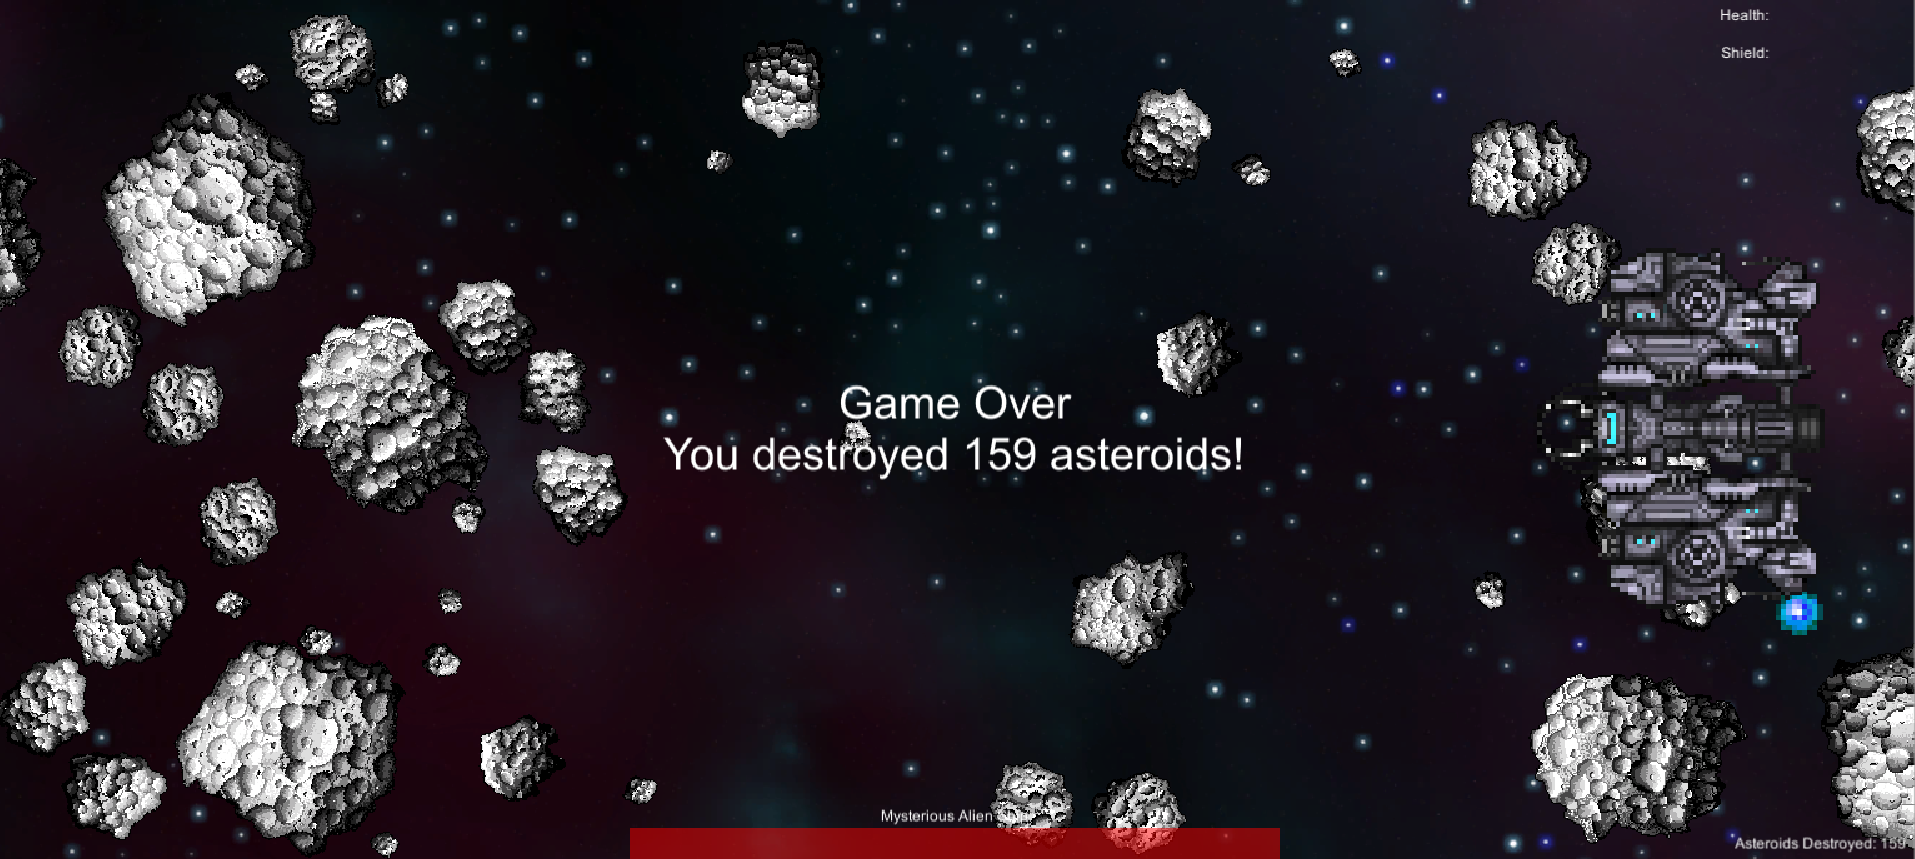 Health:
Shield:
Game Over
You destroyed 159 asteroids!
Mysterious Alien
Asteroids Destroyed: 159